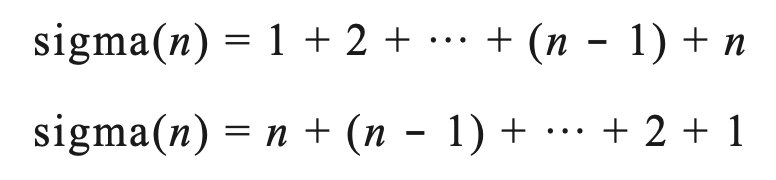 sigma(n) = 1 + 2 + ⋯ + (n − 1) + n
sigma(n) = n + (n − 1) + ⋯ + 2 + 1